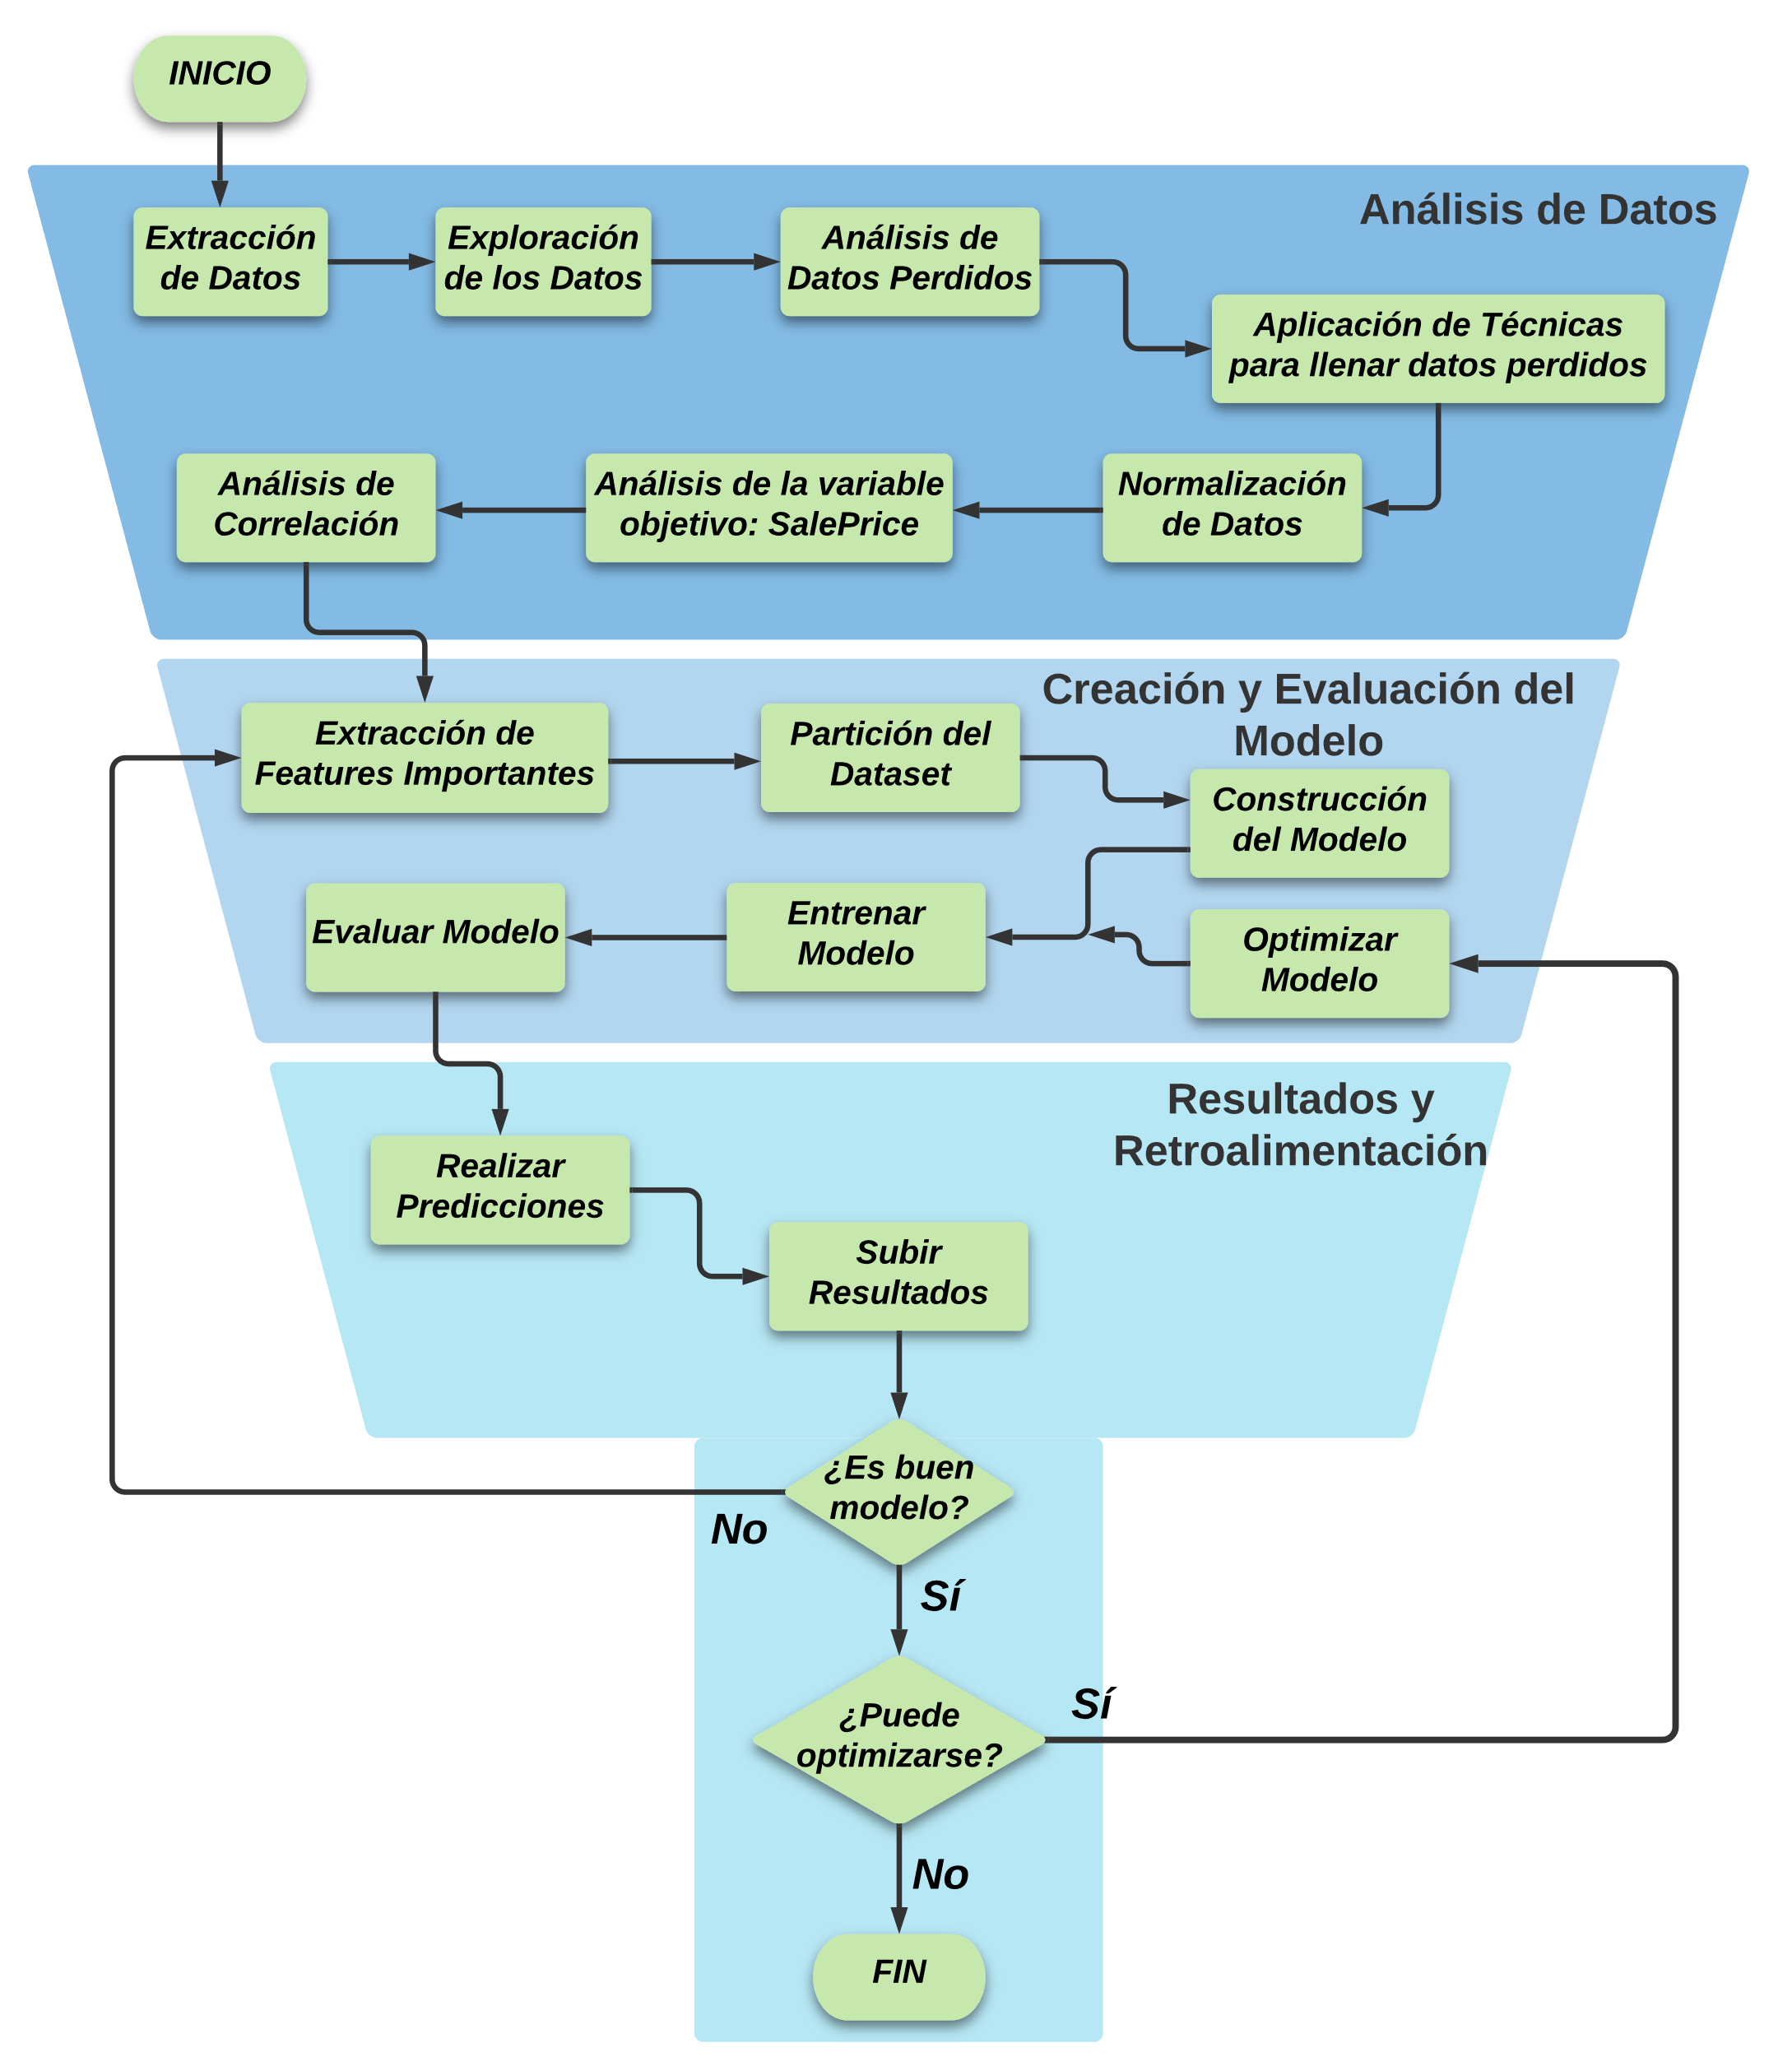 INICIO
Análisis de Datos
Extracción
de Datos
Exploración
de los Datos
Análisis de
Datos Perdidos
Aplicación de Técnicas
para llenar datos perdidos
Normalización
de Datos
Análisis de la variable
objetivo: SalePrice
Análisis de
Correlación
Creación y Evaluación del
Modelo
Extracción de
Features Importantes
Partición del
Dataset
Construcción
del Modelo
Entrenar
Modelo
Evaluar Modelo
Optimizar
Modelo
Resultados y
Retroalimentación
Realizar
Predicciones
Subir
Resultados
¿Es buen
modelo?
No
Sí
¿Puede
optimizarse?
Sí
No
FIN